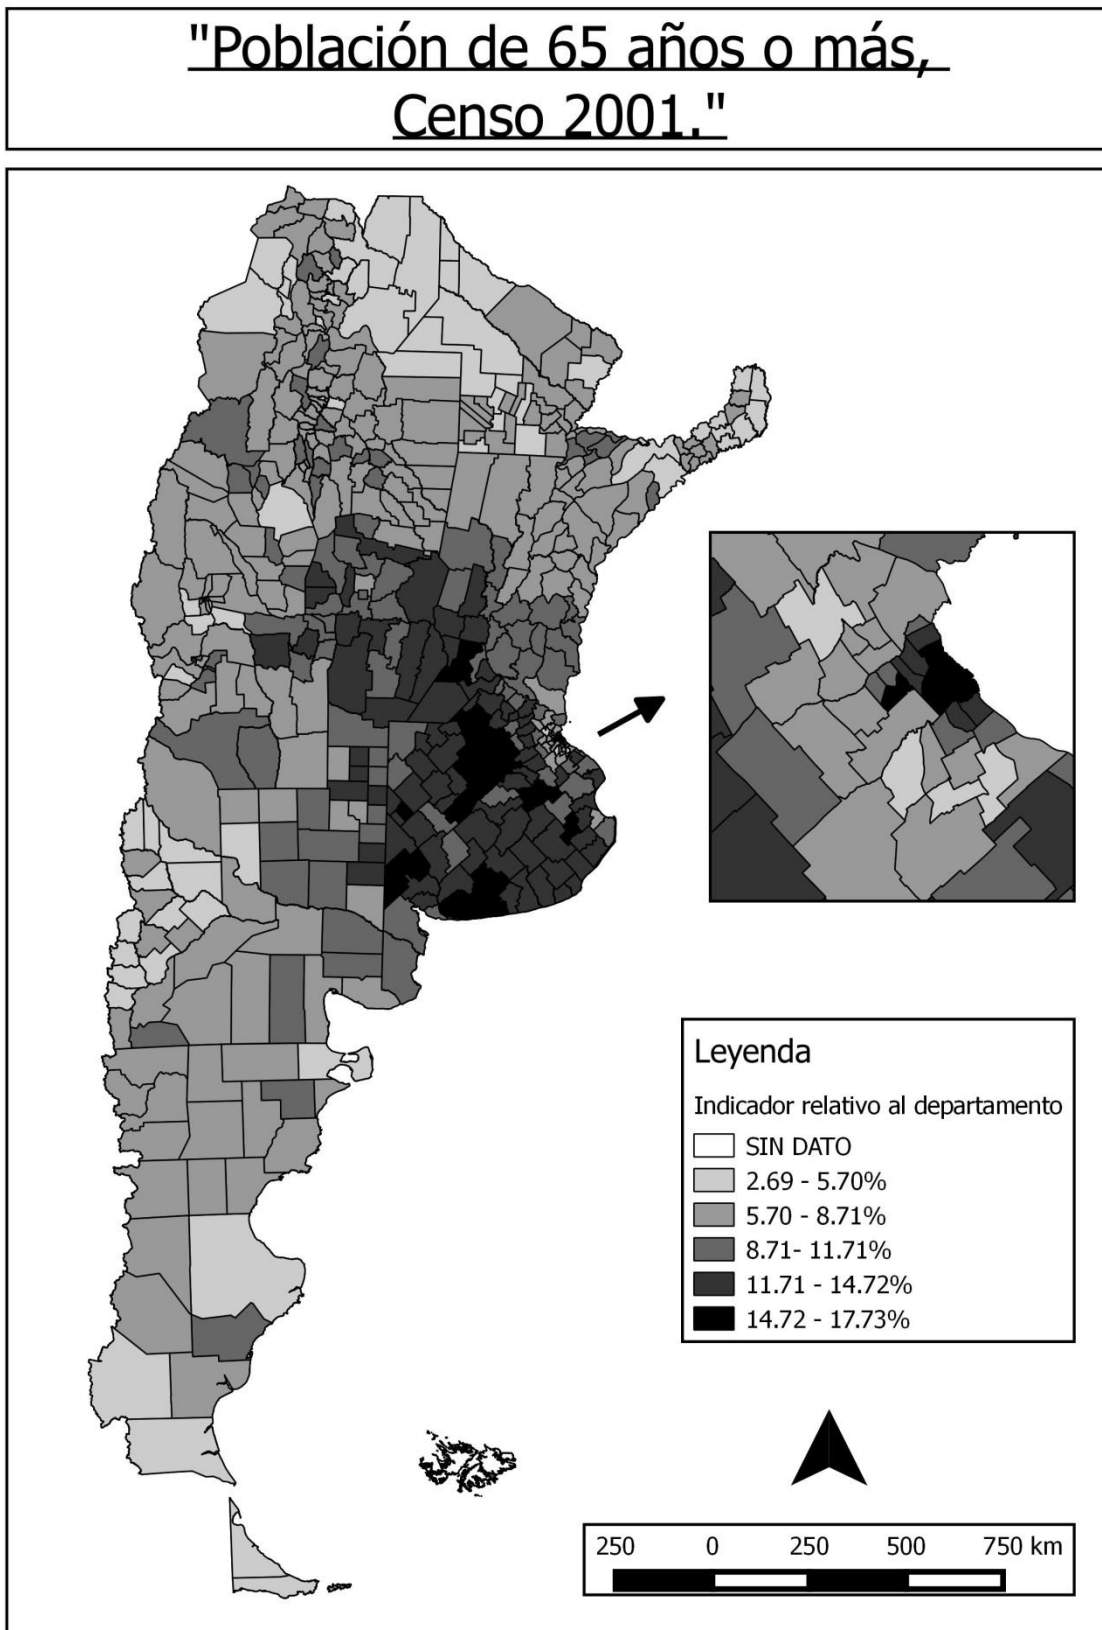 "Población de 65 años o más,
Censo 2001."
Leyenda
Indicador relativo al departamento
SIN DATO
2.69 - 5.70%
5.70 - 8.71%
8.71- 11.71%
11.71 - 14.72%
14.72 - 17.73%
250 0 250 500 750 km